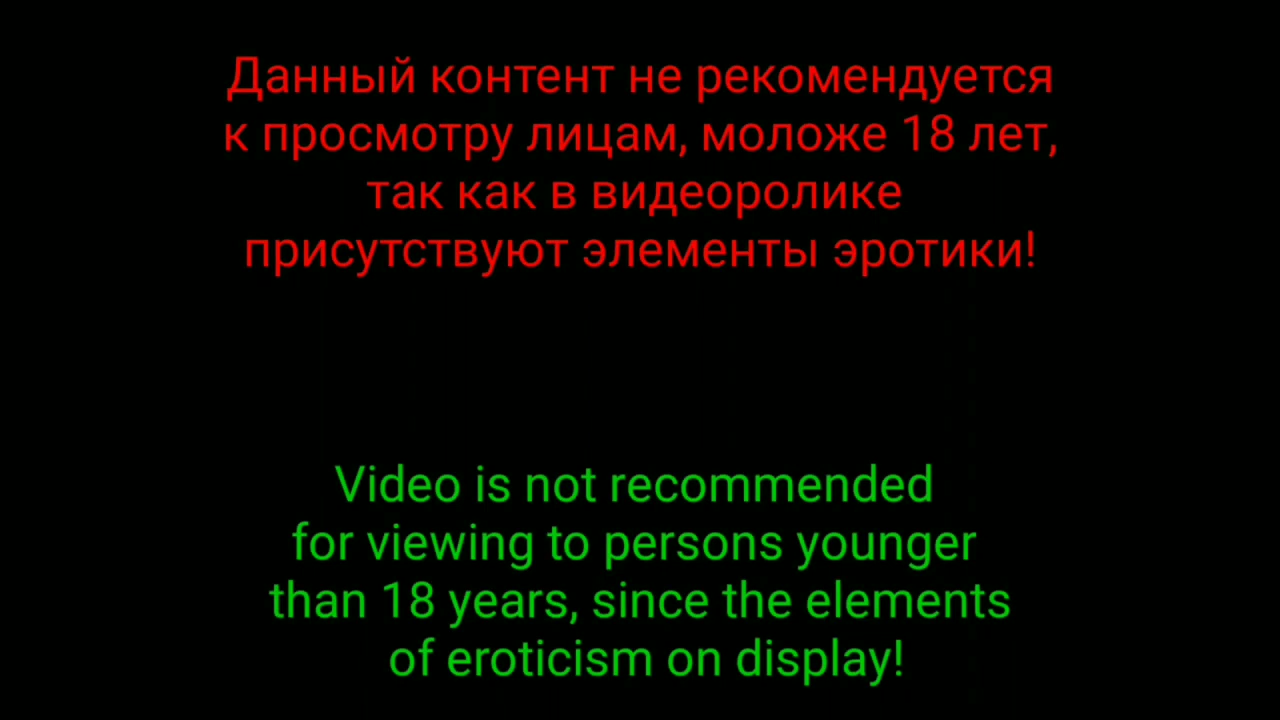 Данный контент не рекомендуется
к просмотру лицам, моложе 18 лет,
так как в видеоролике
присутствуют элементы эротики!
Video is not recommended
for viewing to persons younger
than 18 years, since the elements
of eroticism on display!